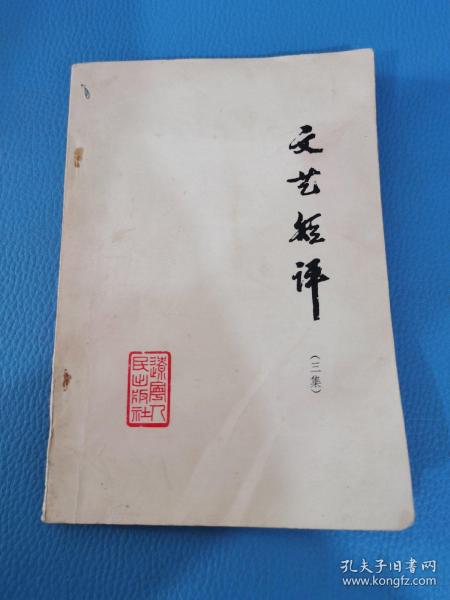 文艺短评
（三集）
辽宁人
民出版社
孔夫子旧书网
www.kongfz.com